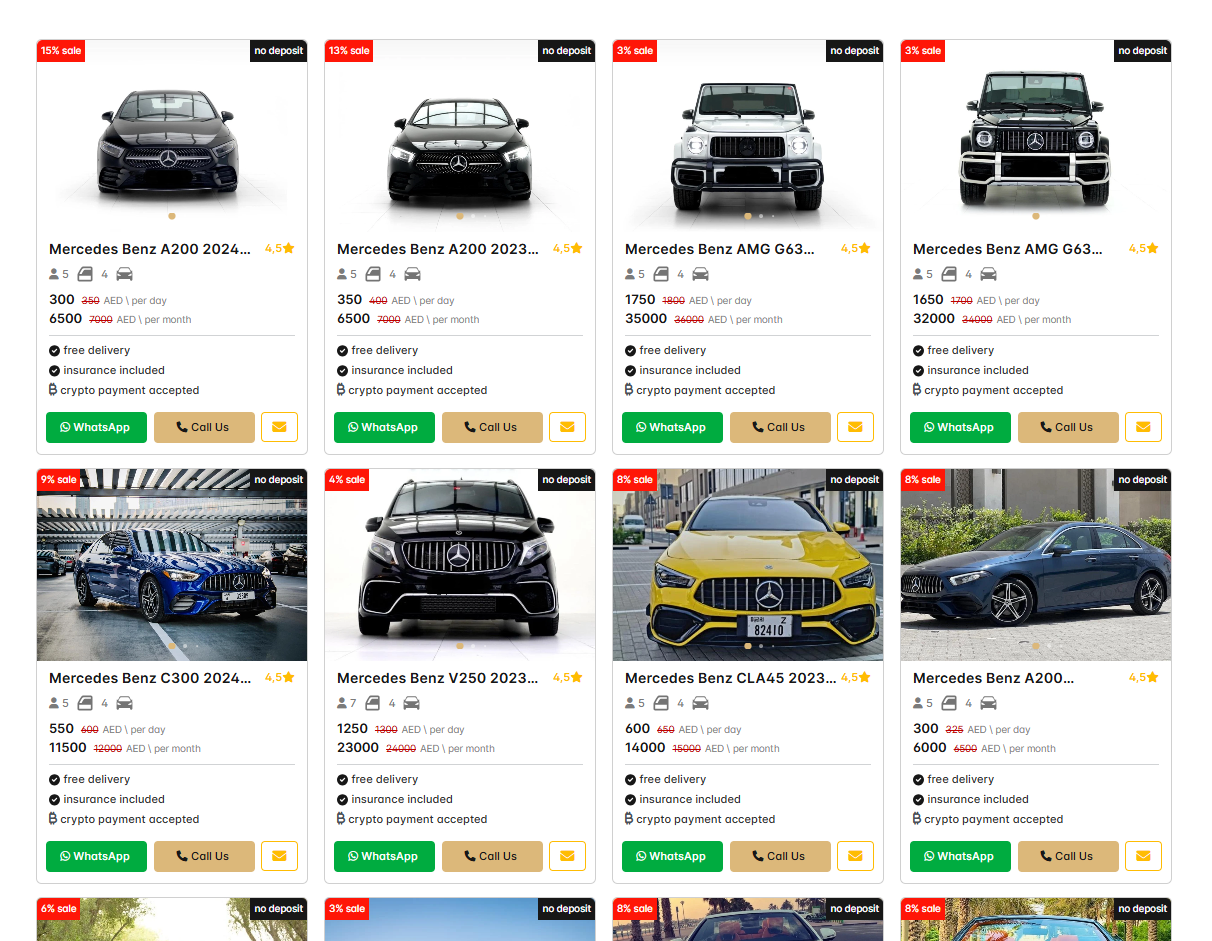 15% sale
no deposit
Mercedes Benz A200 2024...
4,5
5 4
300 350 AED \ per day
6500 7000 AED \ per month
free delivery
insurance included
crypto payment accepted
WhatsApp Call Us
13% sale
no deposit
Mercedes Benz A200 2023...
4,5
5 4
350 400 AED \ per day
6500 7000 AED \ per month
free delivery
insurance included
crypto payment accepted
WhatsApp Call Us
3% sale
no deposit
Mercedes Benz AMG G63...
4,5
5 4
1750 1800 AED \ per day
35000 36000 AED \ per month
free delivery
insurance included
crypto payment accepted
WhatsApp Call Us
3% sale
no deposit
Mercedes Benz AMG G63...
4,5
5 4
1650 1700 AED \ per day
32000 34000 AED \ per month
free delivery
insurance included
crypto payment accepted
WhatsApp Call Us
9% sale
no deposit
Mercedes Benz C300 2024...
4,5
5 4
550 600 AED \ per day
11500 12000 AED \ per month
free delivery
insurance included
crypto payment accepted
WhatsApp Call Us
4% sale
no deposit
Mercedes Benz V250 2023...
4,5
7 4
1250 1300 AED \ per day
23000 24000 AED \ per month
free delivery
insurance included
crypto payment accepted
WhatsApp Call Us
8% sale
no deposit
Z
82410
Mercedes Benz CLA45 2023...
4,5
5 4
600 650 AED \ per day
14000 15000 AED \ per month
free delivery
insurance included
crypto payment accepted
WhatsApp Call Us
8% sale
no deposit
Mercedes Benz A200...
4,5
5 4
300 325 AED \ per day
6000 6500 AED \ per month
free delivery
insurance included
crypto payment accepted
WhatsApp Call Us
6% sale
no deposit
3% sale
no deposit
8% sale
no deposit
8% sale
no deposit